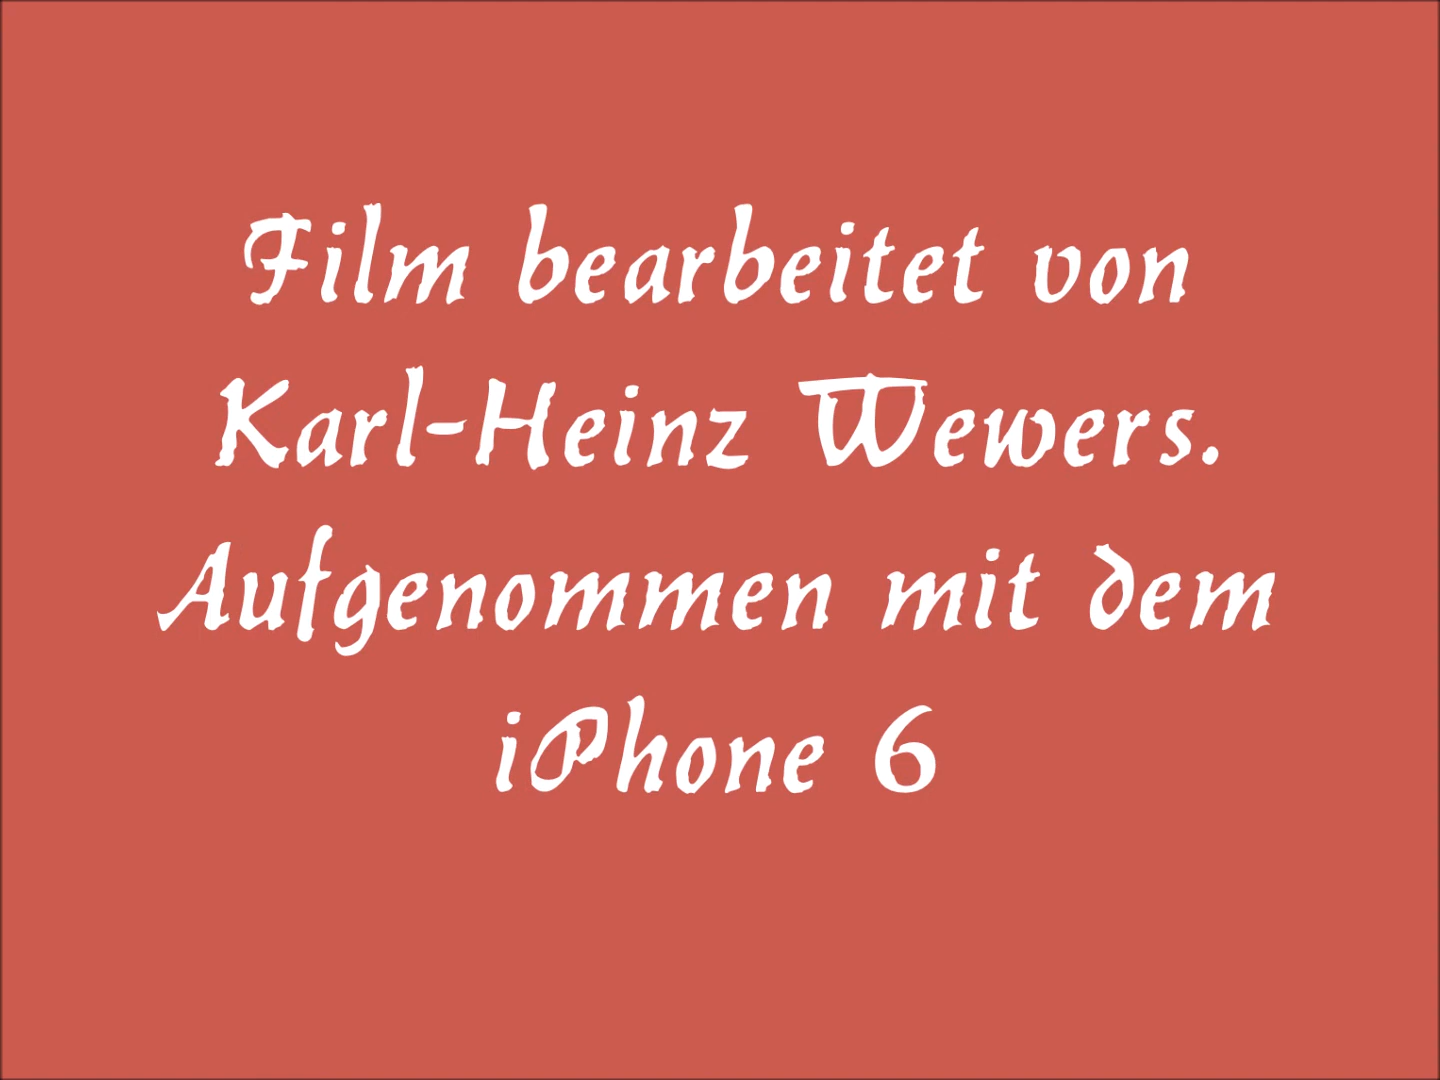 Film bearbeitet von
Karl-Heinz Wewers.
Aufgenommen mit dem
iPhone 6